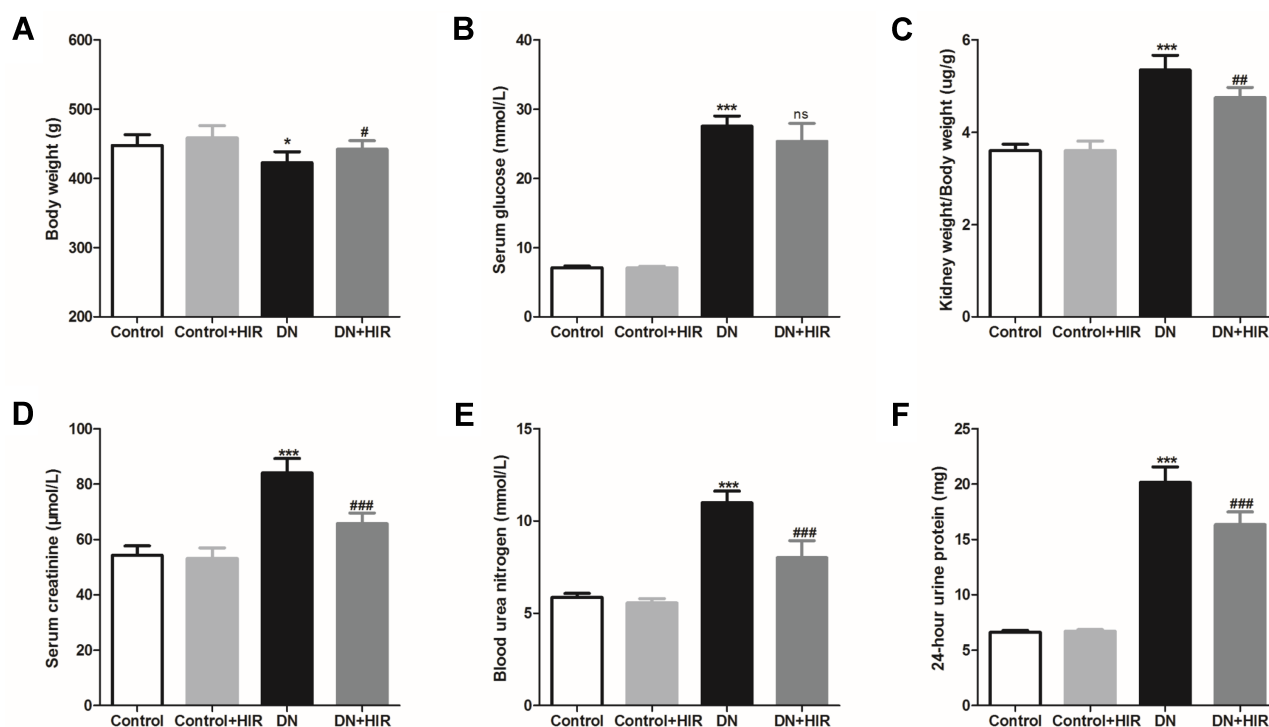 A
Body weight (g)
600
500
400
300
200
*
#
Control
Control+HIR
DN
DN+HIR
B
Serum glucose (mmol/L)
40
30
20
10
0
***
ns
Control
Control+HIR
DN
DN+HIR
C
Kidney weight/Body weight (ug/g)
6
4
2
0
***
##
Control
Control+HIR
DN
DN+HIR
D
Serum creatinine (μmol/L)
100
80
60
40
20
0
***
###
Control
Control+HIR
DN
DN+HIR
E
Blood urea nitrogen (mmol/L)
15
10
5
0
***
###
Control
Control+HIR
DN
DN+HIR
F
24-hour urine protein (mg)
25
20
15
10
5
0
***
###
Control
Control+HIR
DN
DN+HIR